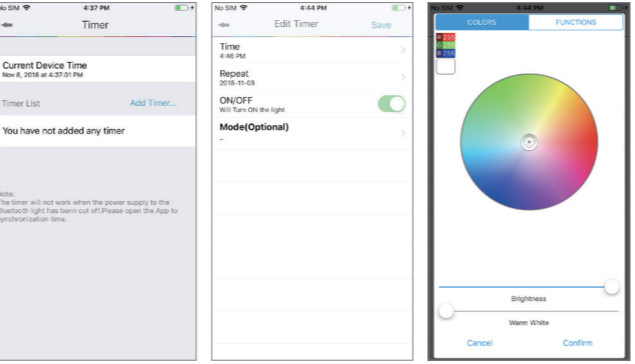 No SIM 4:37 PM
Timer
Current Device Time
Nov 8, 2018 at 4:37:01 PM
Timer List Add Timer...
You have not added any timer
Note:
The timer will not work when the power supply to the
Bluetooth light has benn cut off.Please open the App to
synchronization time.
No SIM 4:44 PM
Edit Timer Save
Time
4:46 PM
Repeat
2018-11-08
ON/OFF
Will Turn ON the light
Mode(Optional)
-
No SIM 4:44 PM
COLORS FUNCTIONS
R 255
G 255
B 255
Brightness
Warm White
Cancel Confirm